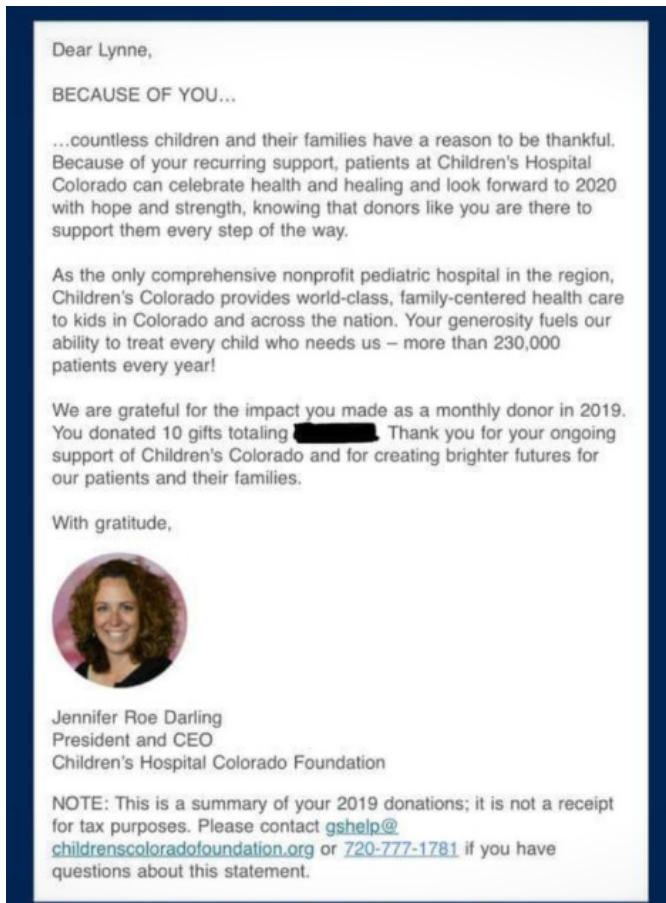 Dear Lynne,
BECAUSE OF YOU...
...countless children and their families have a reason to be thankful.
Because of your recurring support, patients at Children's Hospital
Colorado can celebrate health and healing and look forward to 2020
with hope and strength, knowing that donors like you are there to
support them every step of the way.
As the only comprehensive nonprofit pediatric hospital in the region,
Children's Colorado provides world-class, family-centered health care
to kids in Colorado and across the nation. Your generosity fuels our
ability to treat every child who needs us – more than 230,000
patients every year!
We are grateful for the impact you made as a monthly donor in 2019.
You donated 10 gifts totaling . Thank you for your ongoing
support of Children's Colorado and for creating brighter futures for
our patients and their families.
With gratitude,
Jennifer Roe Darling
President and CEO
Children's Hospital Colorado Foundation
NOTE: This is a summary of your 2019 donations; it is not a receipt
for tax purposes. Please contact gshelp@
childrenscoloradofoundation.org or 720-777-1781 if you have
questions about this statement.